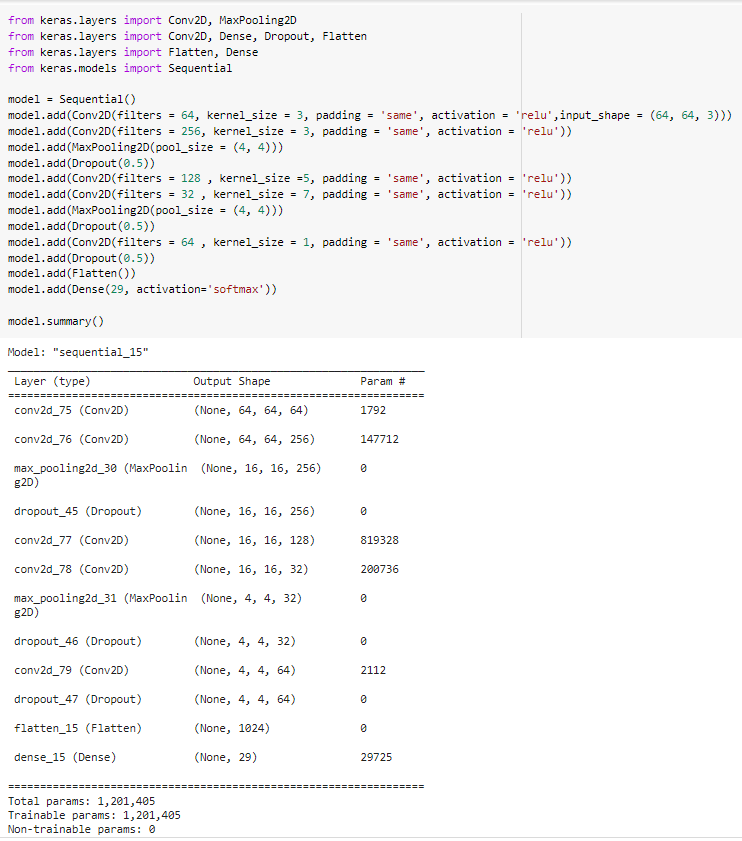 from keras.layers import Conv2D, MaxPooling2D
from keras.layers import Conv2D, Dense, Dropout, Flatten
from keras.layers import Flatten, Dense
from keras.models import Sequential

model = Sequential()
model.add(Conv2D(filters = 64, kernel_size = 3, padding = 'same', activation = 'relu',input_shape = (64, 64, 3)))
model.add(Conv2D(filters = 256, kernel_size = 3, padding = 'same', activation = 'relu'))
model.add(MaxPooling2D(pool_size = (4, 4)))
model.add(Dropout(0.5))
model.add(Conv2D(filters = 128 , kernel_size =5, padding = 'same', activation = 'relu'))
model.add(Conv2D(filters = 32 , kernel_size = 7, padding = 'same', activation = 'relu'))
model.add(MaxPooling2D(pool_size = (4, 4)))
model.add(Dropout(0.5))
model.add(Conv2D(filters = 64 , kernel_size = 1, padding = 'same', activation = 'relu'))
model.add(Dropout(0.5))
model.add(Flatten())
model.add(Dense(29, activation='softmax'))

model.summary()

Model: "sequential_15"
_________________________________________________________________
Layer (type) Output Shape Param #
=================================================================
conv2d_75 (Conv2D) (None, 64, 64, 64) 1792
conv2d_76 (Conv2D) (None, 64, 64, 256) 147712
max_pooling2d_30 (MaxPoolin (None, 16, 16, 256) 0
g2D)
dropout_45 (Dropout) (None, 16, 16, 256) 0
conv2d_77 (Conv2D) (None, 16, 16, 128) 819328
conv2d_78 (Conv2D) (None, 16, 16, 32) 200736
max_pooling2d_31 (MaxPoolin (None, 4, 4, 32) 0
g2D)
dropout_46 (Dropout) (None, 4, 4, 32) 0
conv2d_79 (Conv2D) (None, 4, 4, 64) 2112
dropout_47 (Dropout) (None, 4, 4, 64) 0
flatten_15 (Flatten) (None, 1024) 0
dense_15 (Dense) (None, 29) 29725
=================================================================
Total params: 1,201,405
Trainable params: 1,201,405
Non-trainable params: 0